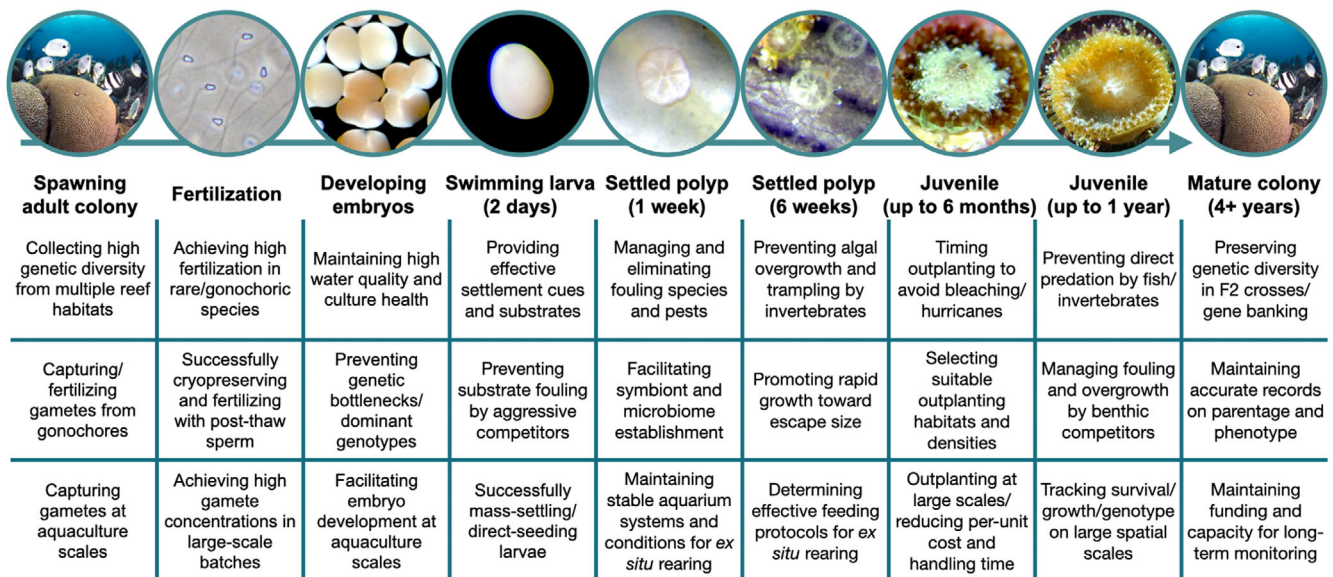 Spawning
adult colony
Fertilization
Developing
embryos
Swimming larva
(2 days)
Settled polyp
(1 week)
Settled polyp
(6 weeks)
Juvenile
(up to 6 months)
Juvenile
(up to 1 year)
Mature colony
(4+ years)
Collecting high
genetic diversity
from multiple reef
habitats
Achieving high
fertilization in
rare/gonochoric
species
Maintaining high
water quality and
culture health
Providing
effective
settlement cues
and substrates
Managing and
eliminating
fouling species
and pests
Preventing algal
overgrowth and
trampling by
invertebrates
Timing
outplanting to
avoid bleaching/
hurricanes
Preventing direct
predation by fish/
invertebrates
Preserving
genetic diversity
in F2 crosses/
gene banking
Capturing/
fertilizing
gametes from
gonochores
Successfully
cryopreserving
and fertilizing
with post-thaw
sperm
Preventing
genetic
bottlenecks/
dominant
genotypes
Preventing
substrate fouling
by aggressive
competitors
Facilitating
symbiont and
microbiome
establishment
Promoting rapid
growth toward
escape size
Selecting
suitable
outplanting
habitats and
densities
Managing fouling
and overgrowth
by benthic
competitors
Maintaining
accurate records
on parentage and
phenotype
Capturing
gametes at
aquaculture
scales
Achieving high
gamete
concentrations in
large-scale
batches
Facilitating
embryo
development at
aquaculture
scales
Successfully
mass-settling/
direct-seeding
larvae
Maintaining
stable aquarium
systems and
conditions for ex
situ rearing
Determining
effective feeding
protocols for ex
situ rearing
Outplanting at
large scales/
reducing per-unit
cost and
handling time
Tracking survival/
growth/genotype
on large spatial
scales
Maintaining
funding and
capacity for long-
term monitoring